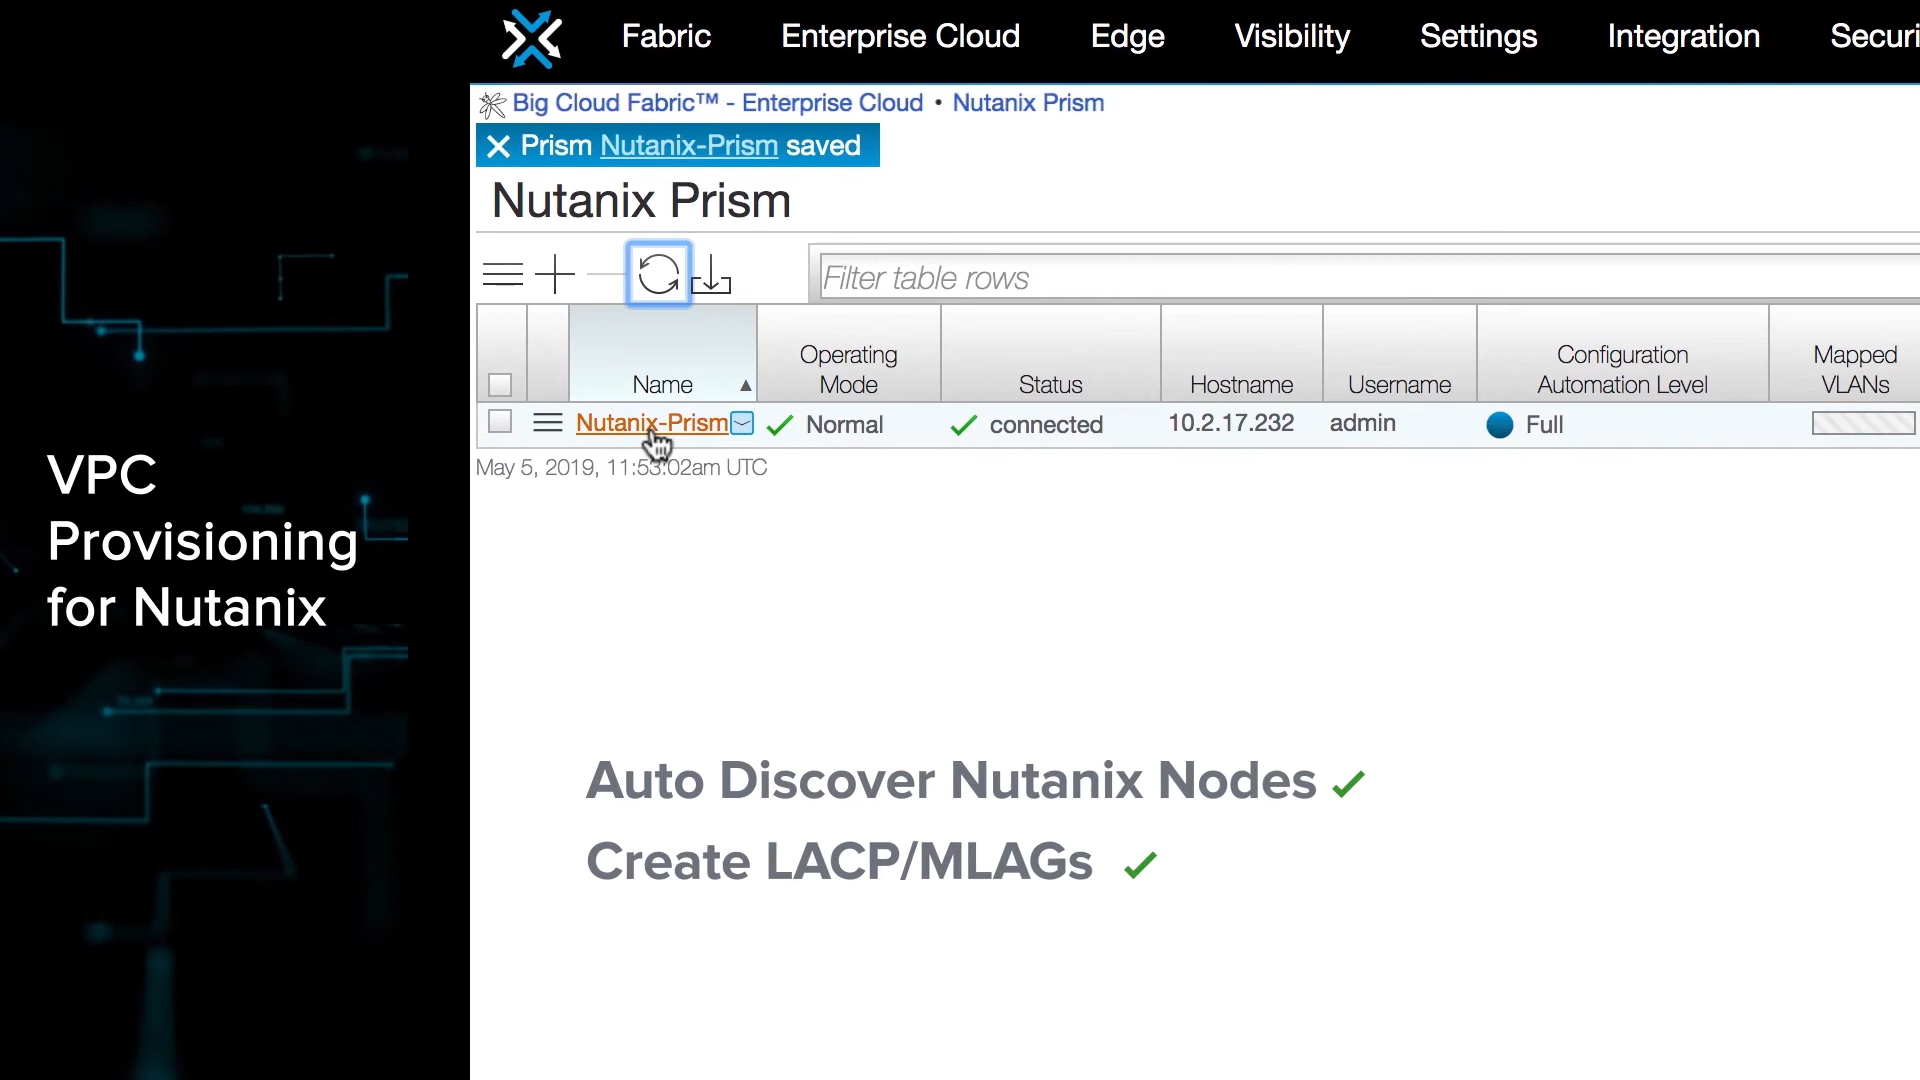 Fabric Enterprise Cloud Edge Visibility Settings Integration Securi
Big Cloud Fabric™ - Enterprise Cloud • Nutanix Prism
Prism Nutanix-Prism saved
Nutanix Prism
Filter table rows
Name ▲ Operating Mode Status Hostname Username Configuration Automation Level Mapped VLANs
Nutanix-Prism Normal connected 10.2.17.232 admin Full
May 5, 2019, 11:53:02am UTC
VPC
Provisioning
for Nutanix
Auto Discover Nutanix Nodes
Create LACP/MLAGs